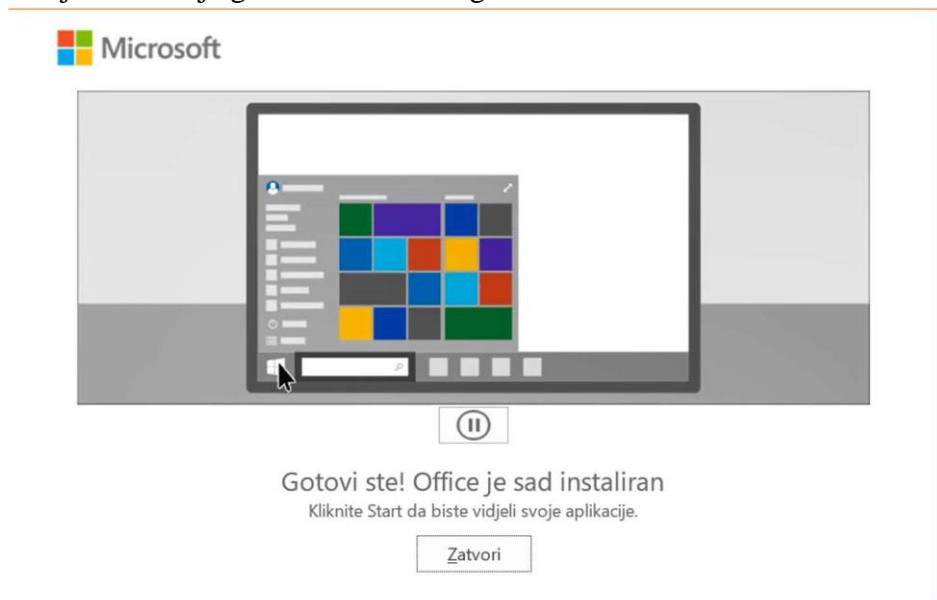 Microsoft
Gotovi ste! Office je sad instaliran
Kliknite Start da biste vidjeli svoje aplikacije.
Zatvori